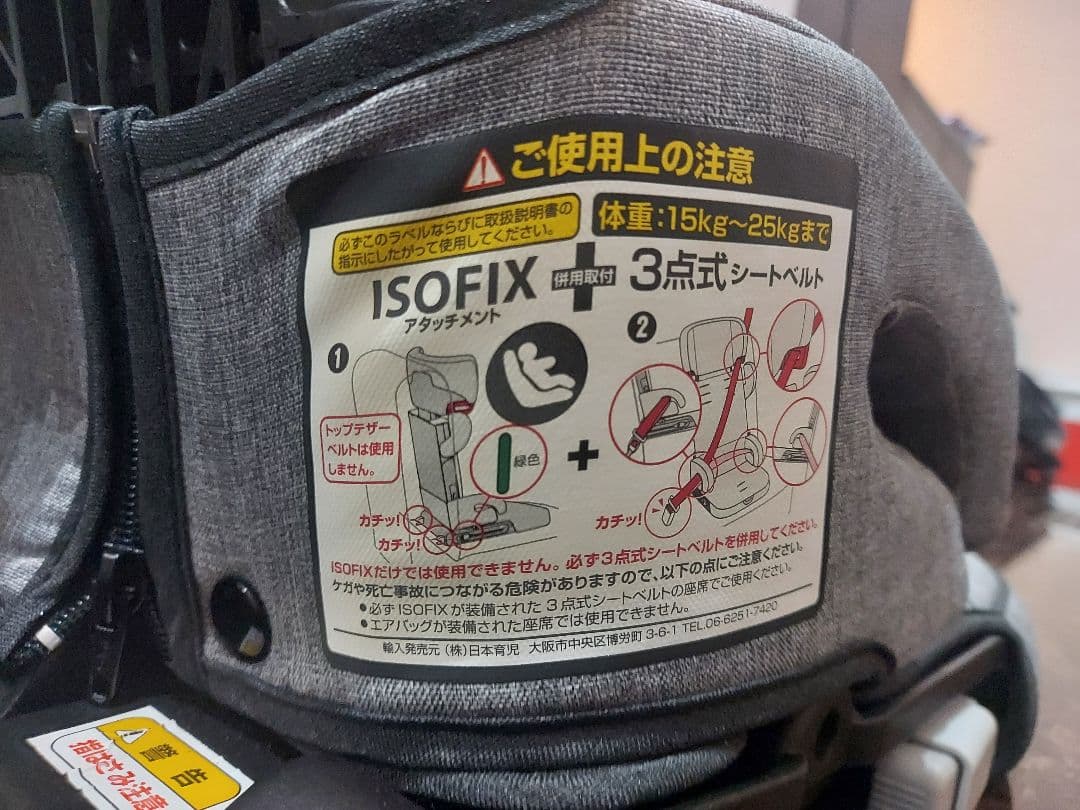 ご使用上の注意
必ずこのラベルならびに取扱説明書の
指示にしたがって使用してください。
体重:15kg～25kgまで
ISOFIX
アタッチメント
併用取付
3点式シートベルト
1
2
トップテザー
ベルトは使用
しません。
緑色
カチッ!
カチッ!
カチッ!
ISOFIXだけでは使用できません。必ず3点式シートベルトを併用してください。
ケガや死亡事故につながる危険がありますので、以下の点にご注意ください。
●必ずISOFIXが装備された3点式シートベルトの座席でご使用ください。
●エアバッグが装備された座席では使用できません。
輸入発売元 (株)日本育児 大阪市中央区博労町 3-6-1 TEL.06-6251-7420
警告
指はさみ注意